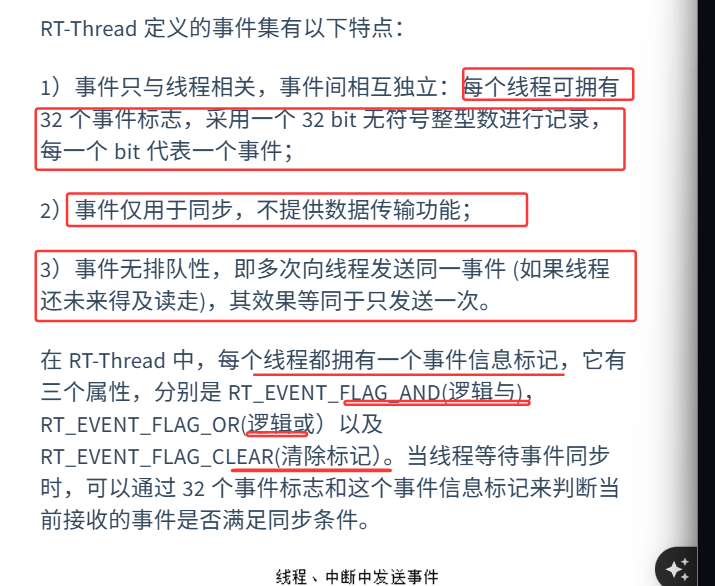 RT-Thread 定义的事件集有以下特点：
1）事件只与线程相关，事件间相互独立：每个线程可拥有
32 个事件标志，采用一个 32 bit 无符号整型数进行记录，
每一个 bit 代表一个事件；
2）事件仅用于同步，不提供数据传输功能；
3）事件无排队性，即多次向线程发送同一事件 (如果线程
还未来得及读走)，其效果等同于只发送一次。
在 RT-Thread 中，每个线程都拥有一个事件信息标记，它有
三个属性，分别是 RT_EVENT_FLAG_AND(逻辑与)，
RT_EVENT_FLAG_OR(逻辑或）以及
RT_EVENT_FLAG_CLEAR(清除标记）。当线程等待事件同步
时，可以通过 32 个事件标志和这个事件信息标记来判断当
前接收的事件是否满足同步条件。
线程、中断中发送事件